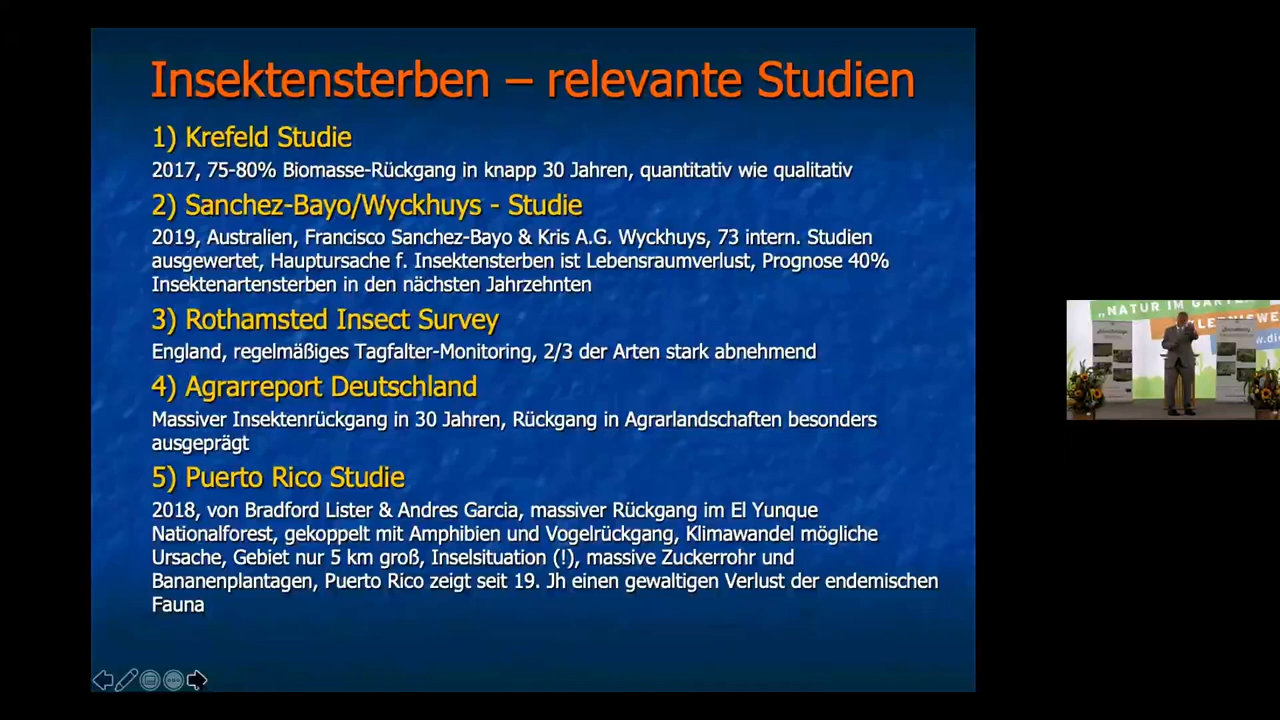 Insektensterben – relevante Studien
1) Krefeld Studie
2017, 75-80% Biomasse-Rückgang in knapp 30 Jahren, quantitativ wie qualitativ
2) Sanchez-Bayo/Wyckhuys - Studie
2019, Australien, Francisco Sanchez-Bayo & Kris A.G. Wyckhuys, 73 intern. Studien
ausgewertet, Hauptursache f. Insektensterben ist Lebensraumverlust, Prognose 40%
Insektenartensterben in den nächsten Jahrzehnten
3) Rothamsted Insect Survey
England, regelmäßiges Tagfalter-Monitoring, 2/3 der Arten stark abnehmend
4) Agrarreport Deutschland
Massiver Insektenrückgang in 30 Jahren, Rückgang in Agrarlandschaften besonders
ausgeprägt
5) Puerto Rico Studie
2018, von Bradford Lister & Andres Garcia, massiver Rückgang im El Yunque
Nationalforest, gekoppelt mit Amphibien und Vogelrückgang, Klimawandel mögliche
Ursache, Gebiet nur 5 km groß, Inselsituation (!), massive Zuckerrohr und
Bananenplantagen, Puerto Rico zeigt seit 19. Jh einen gewaltigen Verlust der endemischen
Fauna
„NATUR IM GARTEN